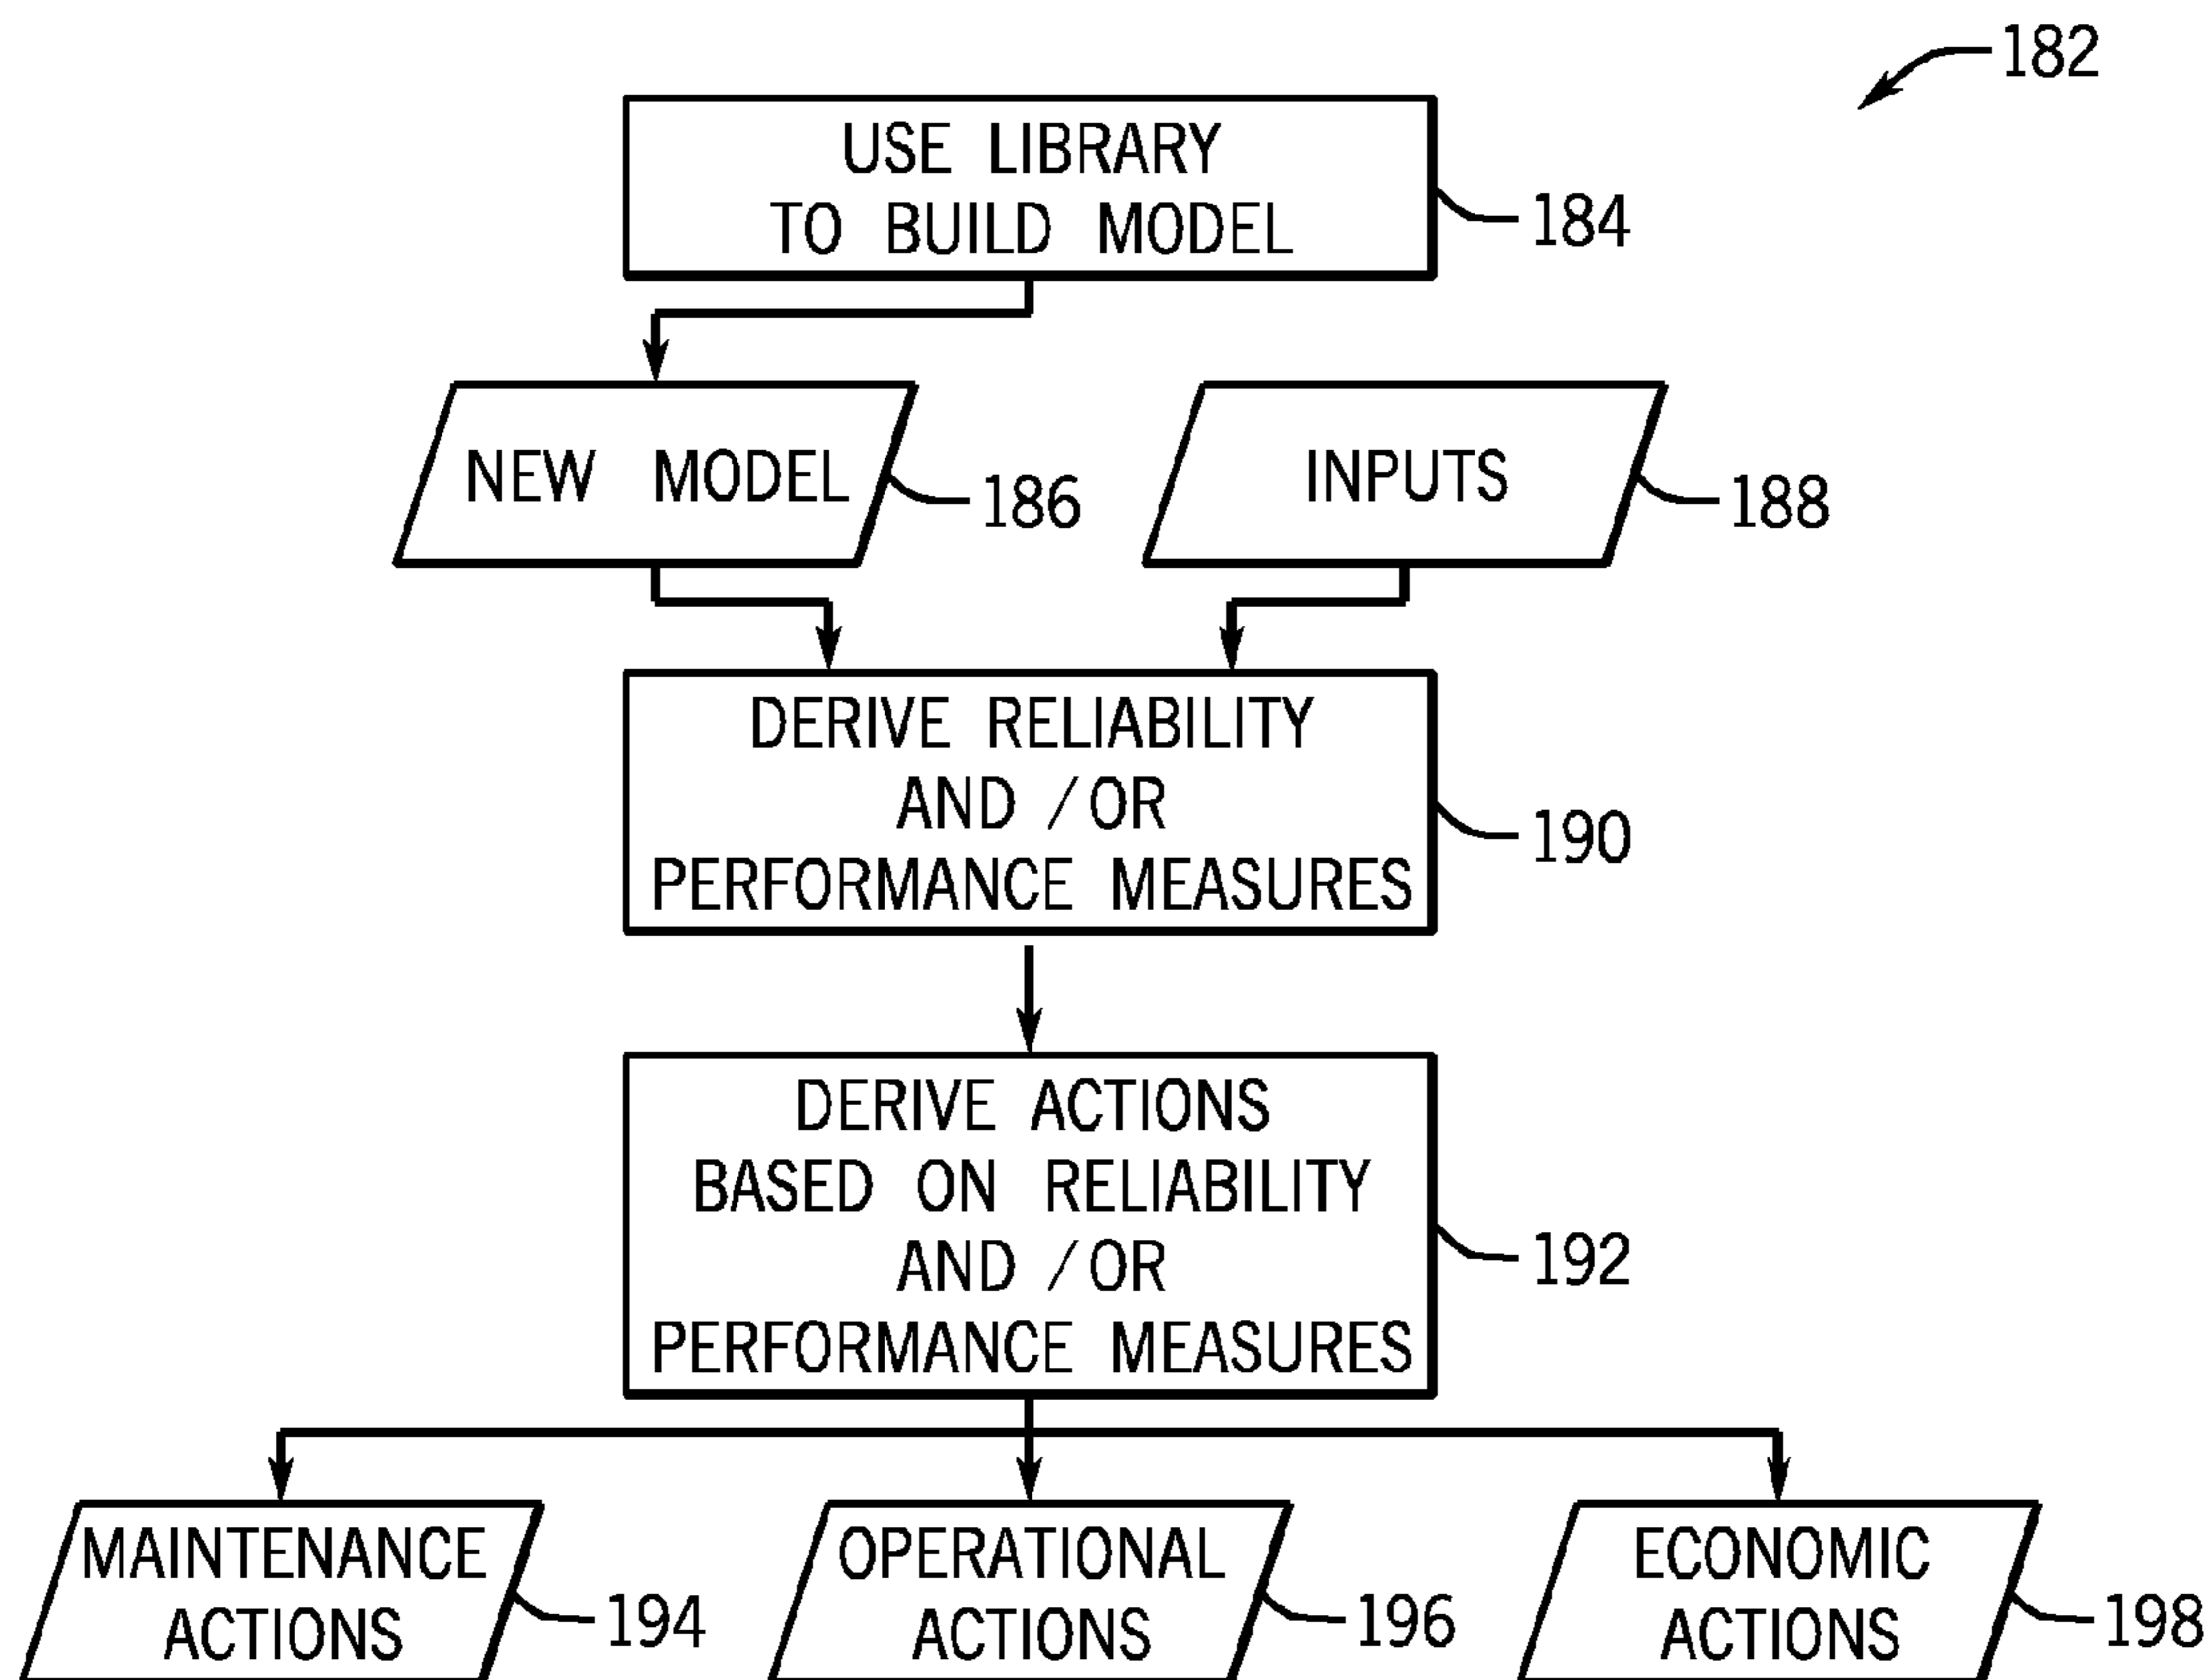 182
USE LIBRARY
TO BUILD MODEL
184
NEW MODEL
186
INPUTS
188
DERIVE RELIABILITY
AND /OR
PERFORMANCE MEASURES
190
DERIVE ACTIONS
BASED ON RELIABILITY
AND /OR
PERFORMANCE MEASURES
192
MAINTENANCE
ACTIONS
194
OPERATIONAL
ACTIONS
196
ECONOMIC
ACTIONS
198